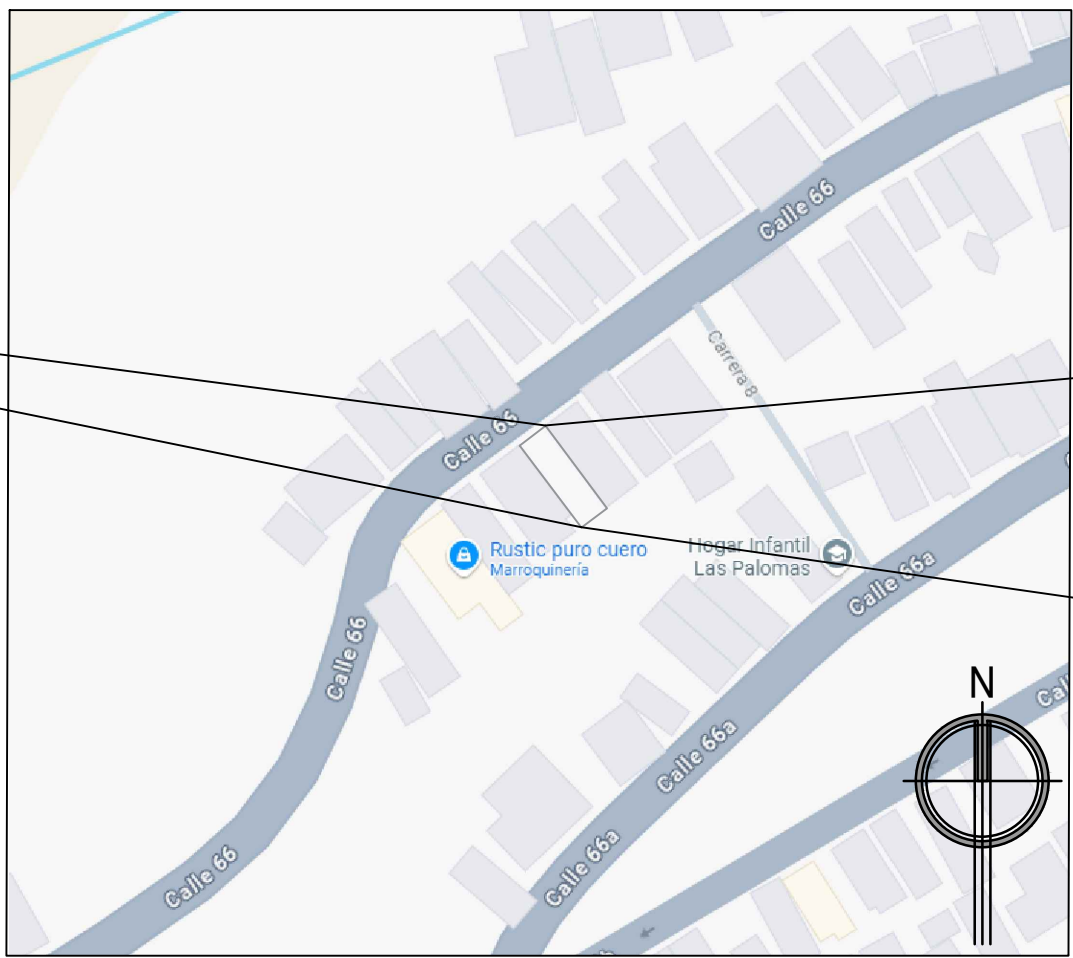 Calle 66
Carrera 8
Calle 66
Rustic puro cuero
Marroquinería
Hogar Infantil
Las Palomas
Calle 66a
Calle 66
N
Calle 66a
Calle 66a
Calle 66